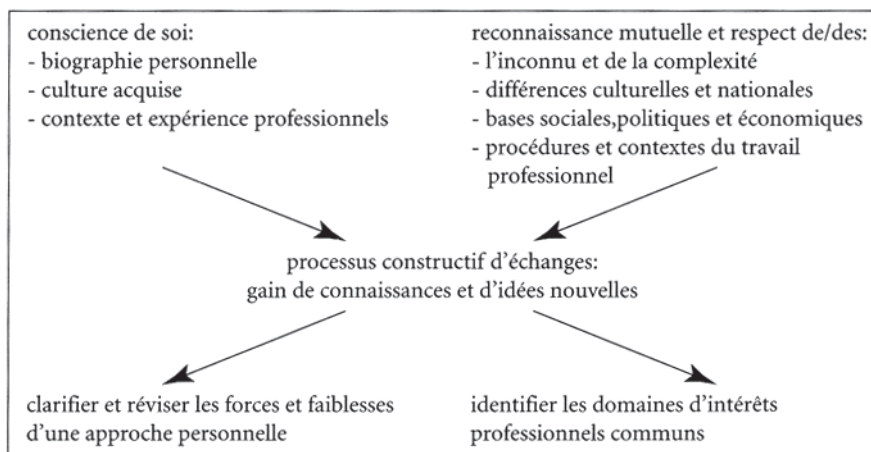 conscience de soi:
- biographie personnelle
- culture acquise
- contexte et expérience professionnels
reconnaissance mutuelle et respect de/des:
- l’inconnu et de la complexité
- différences culturelles et nationales
- bases sociales,politiques et économiques
- procédures et contextes du travail
professionnel
processus constructif d’échanges:
gain de connaissances et d’idées nouvelles
clarifier et réviser les forces et faiblesses
d’une approche personnelle
identifier les domaines d’intérêts
professionnels communs